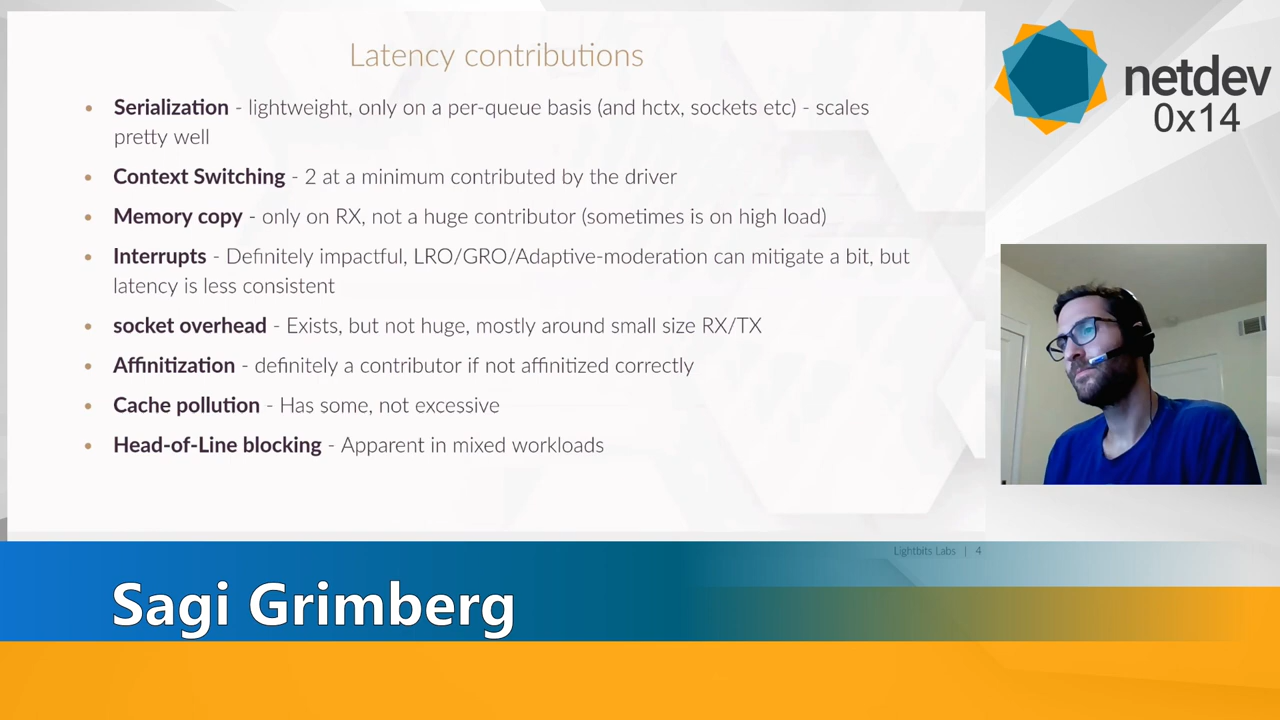 Latency contributions
• Serialization - lightweight, only on a per-queue basis (and hctx, sockets etc) - scales
pretty well
• Context Switching - 2 at a minimum contributed by the driver
• Memory copy - only on RX, not a huge contributor (sometimes is on high load)
• Interrupts - Definitely impactful, LRO/GRO/Adaptive-moderation can mitigate a bit, but
latency is less consistent
• socket overhead - Exists, but not huge, mostly around small size RX/TX
• Affinitization - definitely a contributor if not affinitized correctly
• Cache pollution - Has some, not excessive
• Head-of-Line blocking - Apparent in mixed workloads
Lightbits Labs | 4
netdev
0x14
Sagi Grimberg